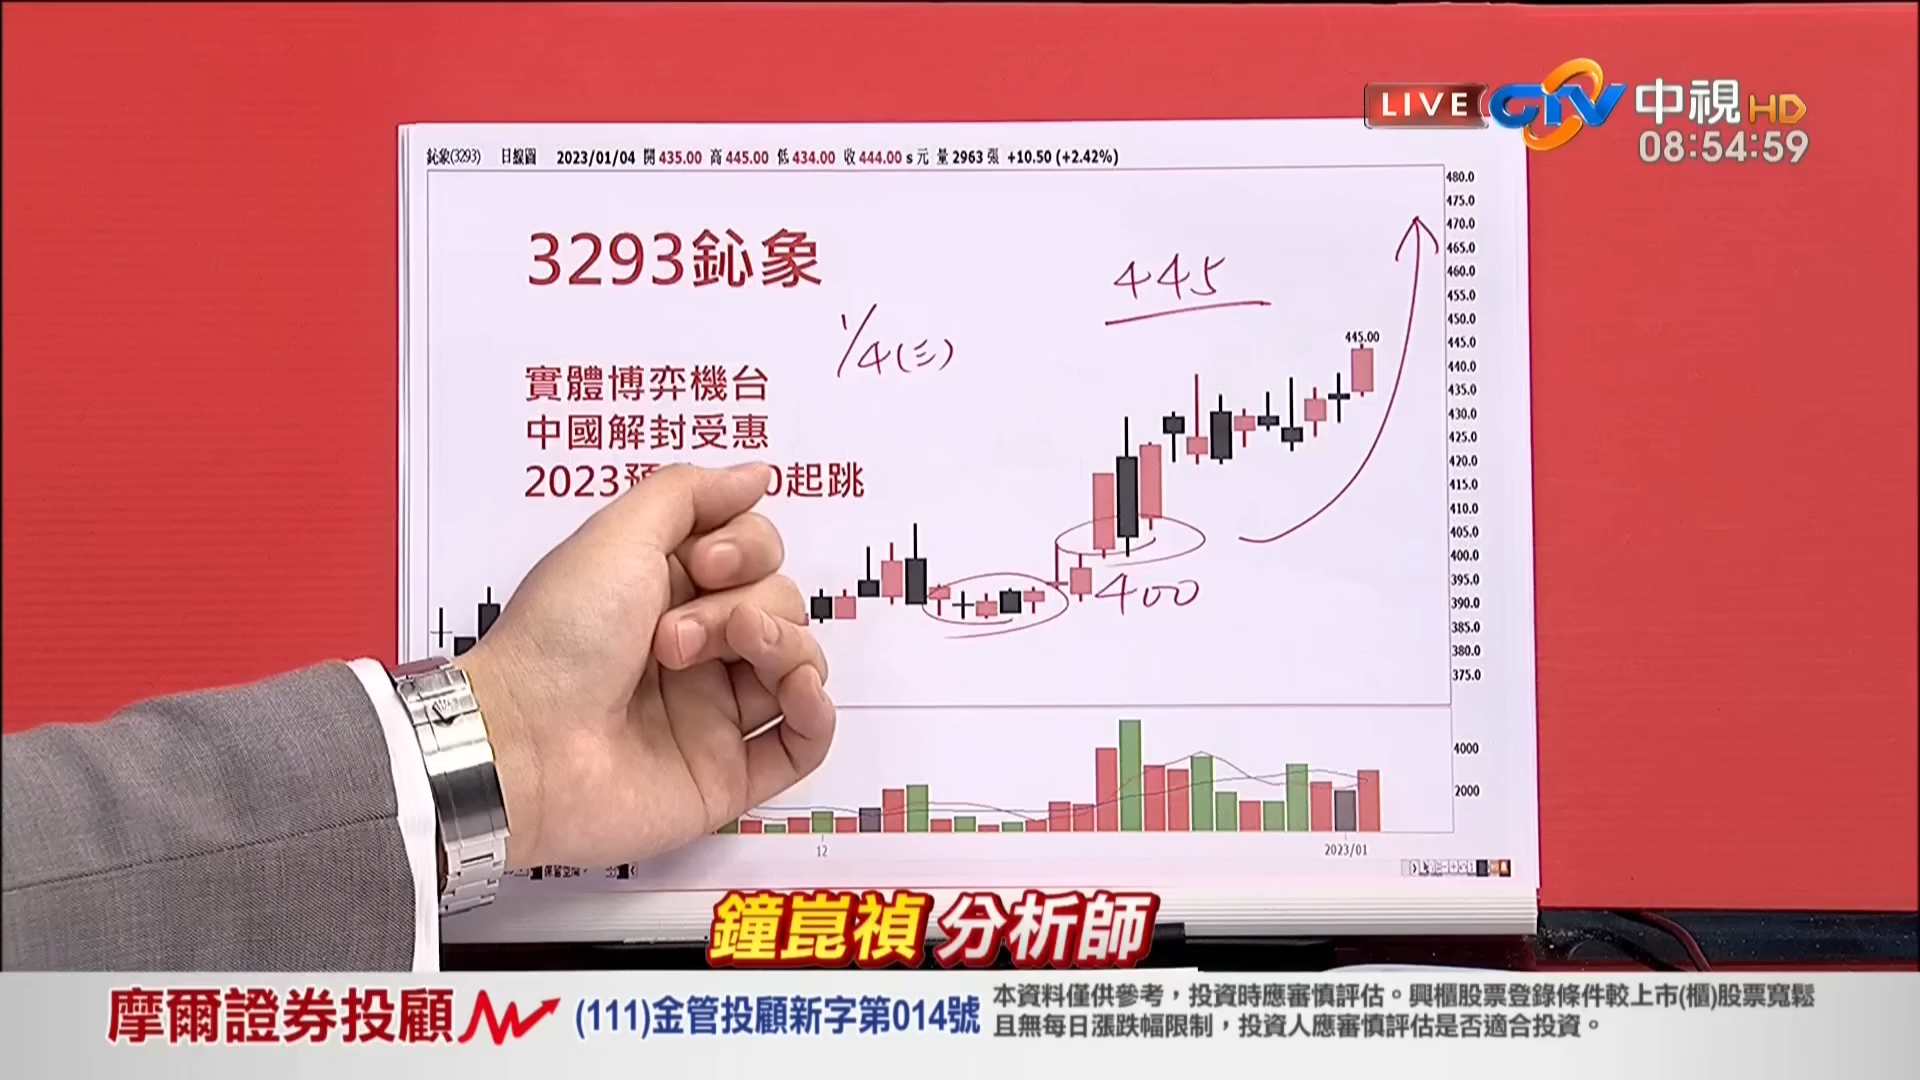 LIVE CTV 中視HD
08:54:59
鈊象(3293) 日線圖 2023/01/04 開 435.00 高 445.00 低 434.00 收 444.00 s 元 量 2963 張 +10.50 (+2.42%)
3293鈊象
1/4(三)
445
實體博弈機台
中國解封受惠
2023預 0起跳
445.00
400
480.0
475.0
470.0
465.0
460.0
455.0
450.0
445.0
440.0
435.0
430.0
425.0
420.0
415.0
410.0
405.0
400.0
395.0
390.0
385.0
380.0
375.0
4000
2000
12
2023/01
鐘崑禎 分析師
摩爾證券投顧 (111)金管投顧新字第014號
本資料僅供參考，投資時應審慎評估。興櫃股票登錄條件較上市(櫃)股票寬鬆
且無每日漲跌幅限制，投資人應審慎評估是否適合投資。